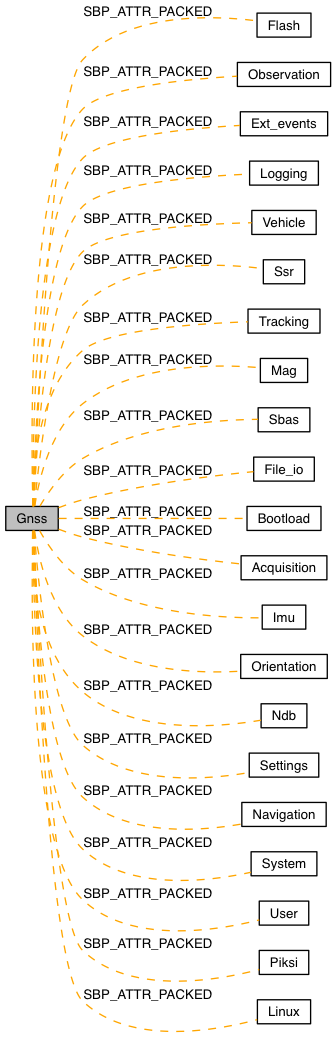 SBP_ATTR_PACKED
Flash
SBP_ATTR_PACKED
Observation
SBP_ATTR_PACKED
Ext_events
SBP_ATTR_PACKED
Logging
SBP_ATTR_PACKED
Vehicle
SBP_ATTR_PACKED
Ssr
SBP_ATTR_PACKED
Tracking
SBP_ATTR_PACKED
Mag
SBP_ATTR_PACKED
Sbas
SBP_ATTR_PACKED
File_io
Gnss
SBP_ATTR_PACKED
Bootload
SBP_ATTR_PACKED
Acquisition
SBP_ATTR_PACKED
Imu
SBP_ATTR_PACKED
Orientation
SBP_ATTR_PACKED
Ndb
SBP_ATTR_PACKED
Settings
SBP_ATTR_PACKED
Navigation
SBP_ATTR_PACKED
System
SBP_ATTR_PACKED
User
SBP_ATTR_PACKED
Piksi
SBP_ATTR_PACKED
Linux